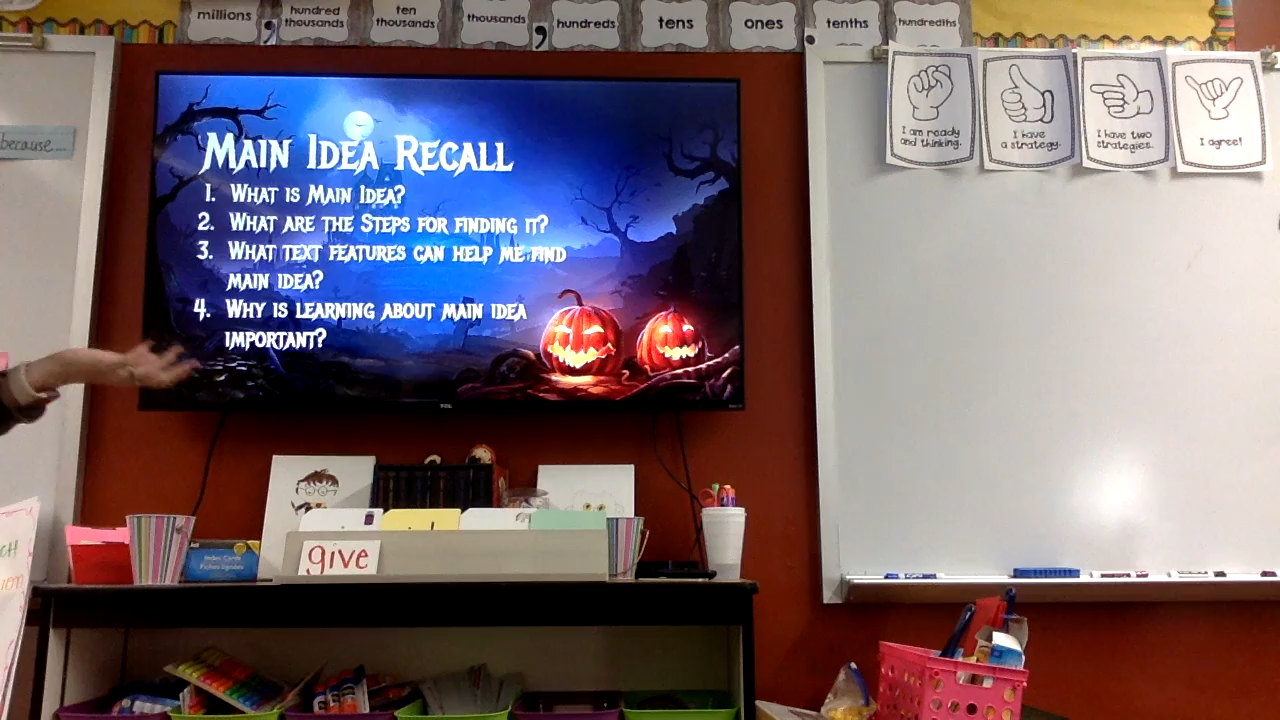 millions
hundred
thousands
ten
thousands
thousands
,
hundreds
tens
ones
.
tenths
hundredths
because...
I am ready
and thinking.
I have
a strategy.
I have two
strategies.
I agree!
Main Idea Recall
1. What is Main Idea?
2. What are the Steps for finding it?
3. What text features can help me find
main idea?
4. Why is learning about main idea
important?
TCL
give
Index Cards